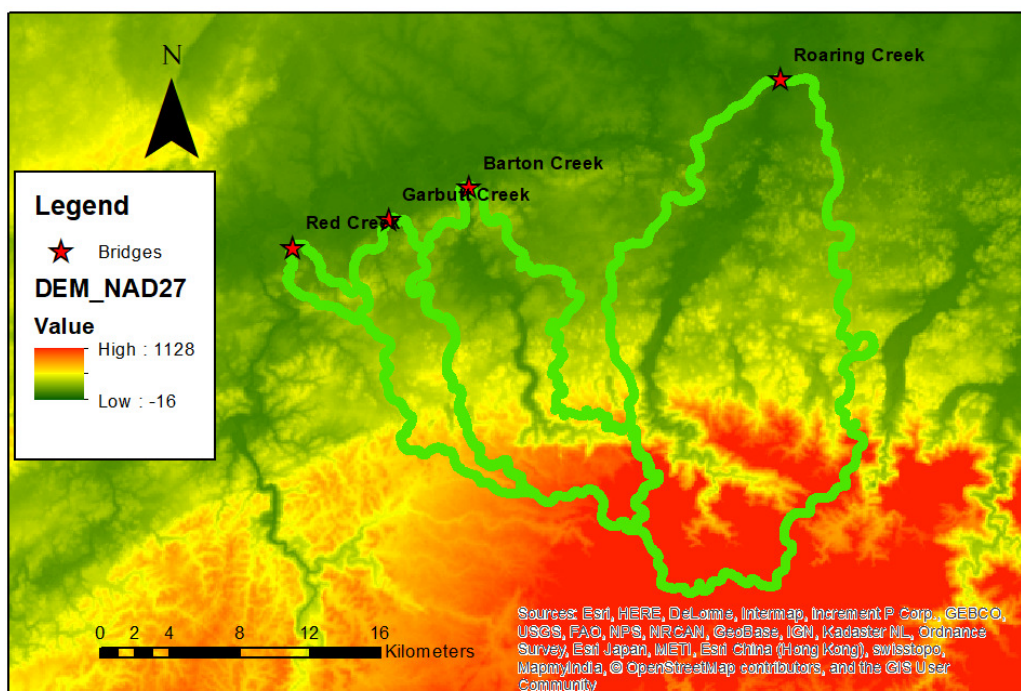 N
Roaring Creek
Barton Creek
Garbutt Creek
Red Creek
Legend
Bridges
DEM_NAD27
Value
High : 1128
Low : -16
0 2 4 8 12 16
Kilometers
Sources: Esri, HERE, DeLorme, Intermap, increment P Corp., GEBCO,
USGS, FAO, NPS, NRCAN, GeoBase, IGN, Kadaster NL, Ordnance
Survey, Esri Japan, METI, Esri China (Hong Kong), swisstopo,
MapmyIndia, © OpenStreetMap contributors, and the GIS User
Community